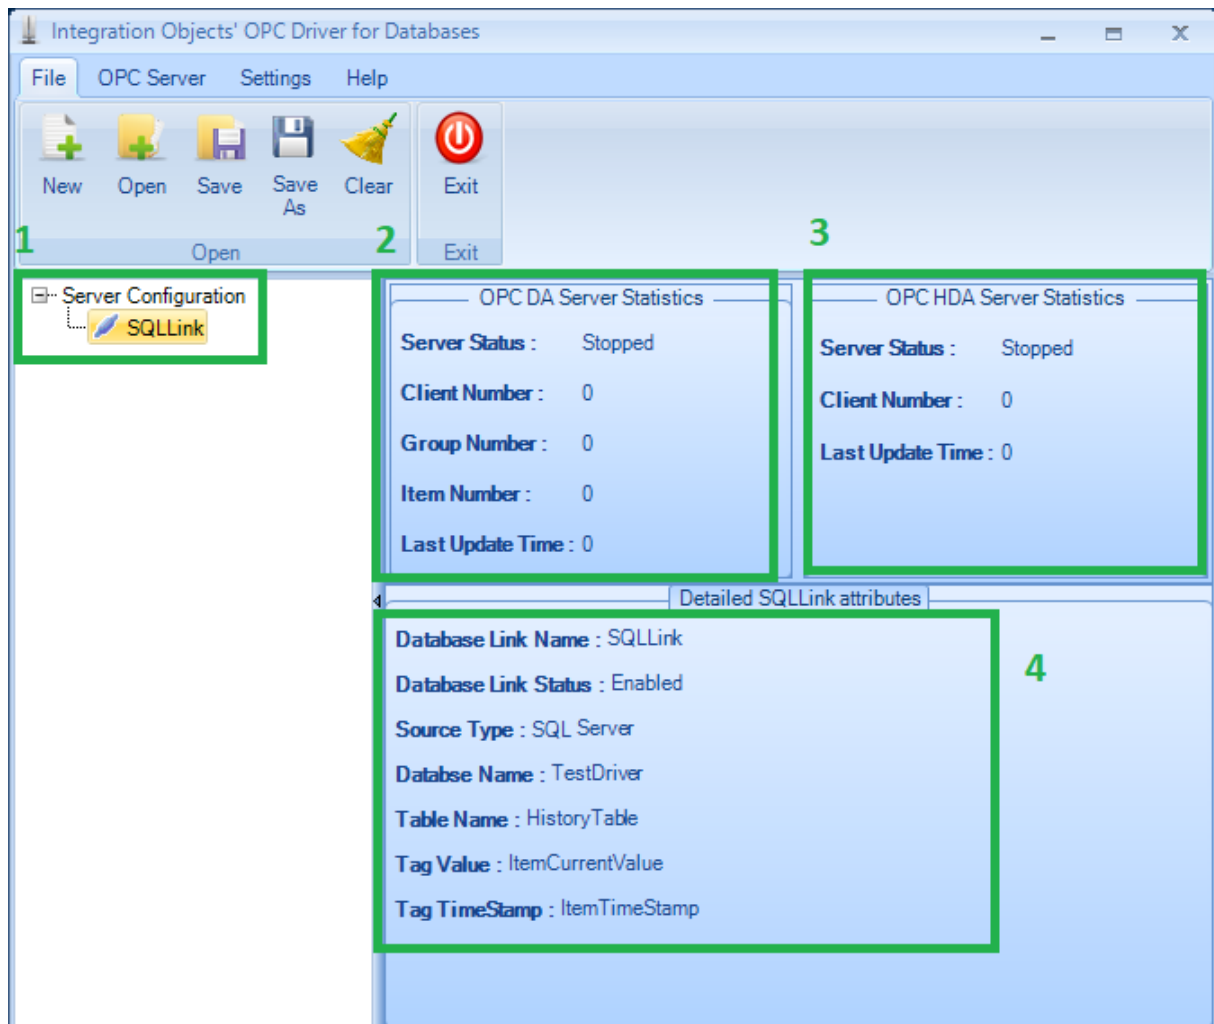 Integration Objects' OPC Driver for Databases
File OPC Server Settings Help
New Open Save Save As Clear Exit
Open Exit
1 2 3
Server Configuration
SQLLink
OPC DA Server Statistics
Server Status : Stopped
Client Number : 0
Group Number : 0
Item Number : 0
Last Update Time : 0
OPC HDA Server Statistics
Server Status : Stopped
Client Number : 0
Last Update Time : 0
Detailed SQLLink attributes
Database Link Name : SQLLink
Database Link Status : Enabled
Source Type : SQL Server
Databse Name : TestDriver
Table Name : HistoryTable
Tag Value : ItemCurrentValue
Tag TimeStamp : ItemTimeStamp
4